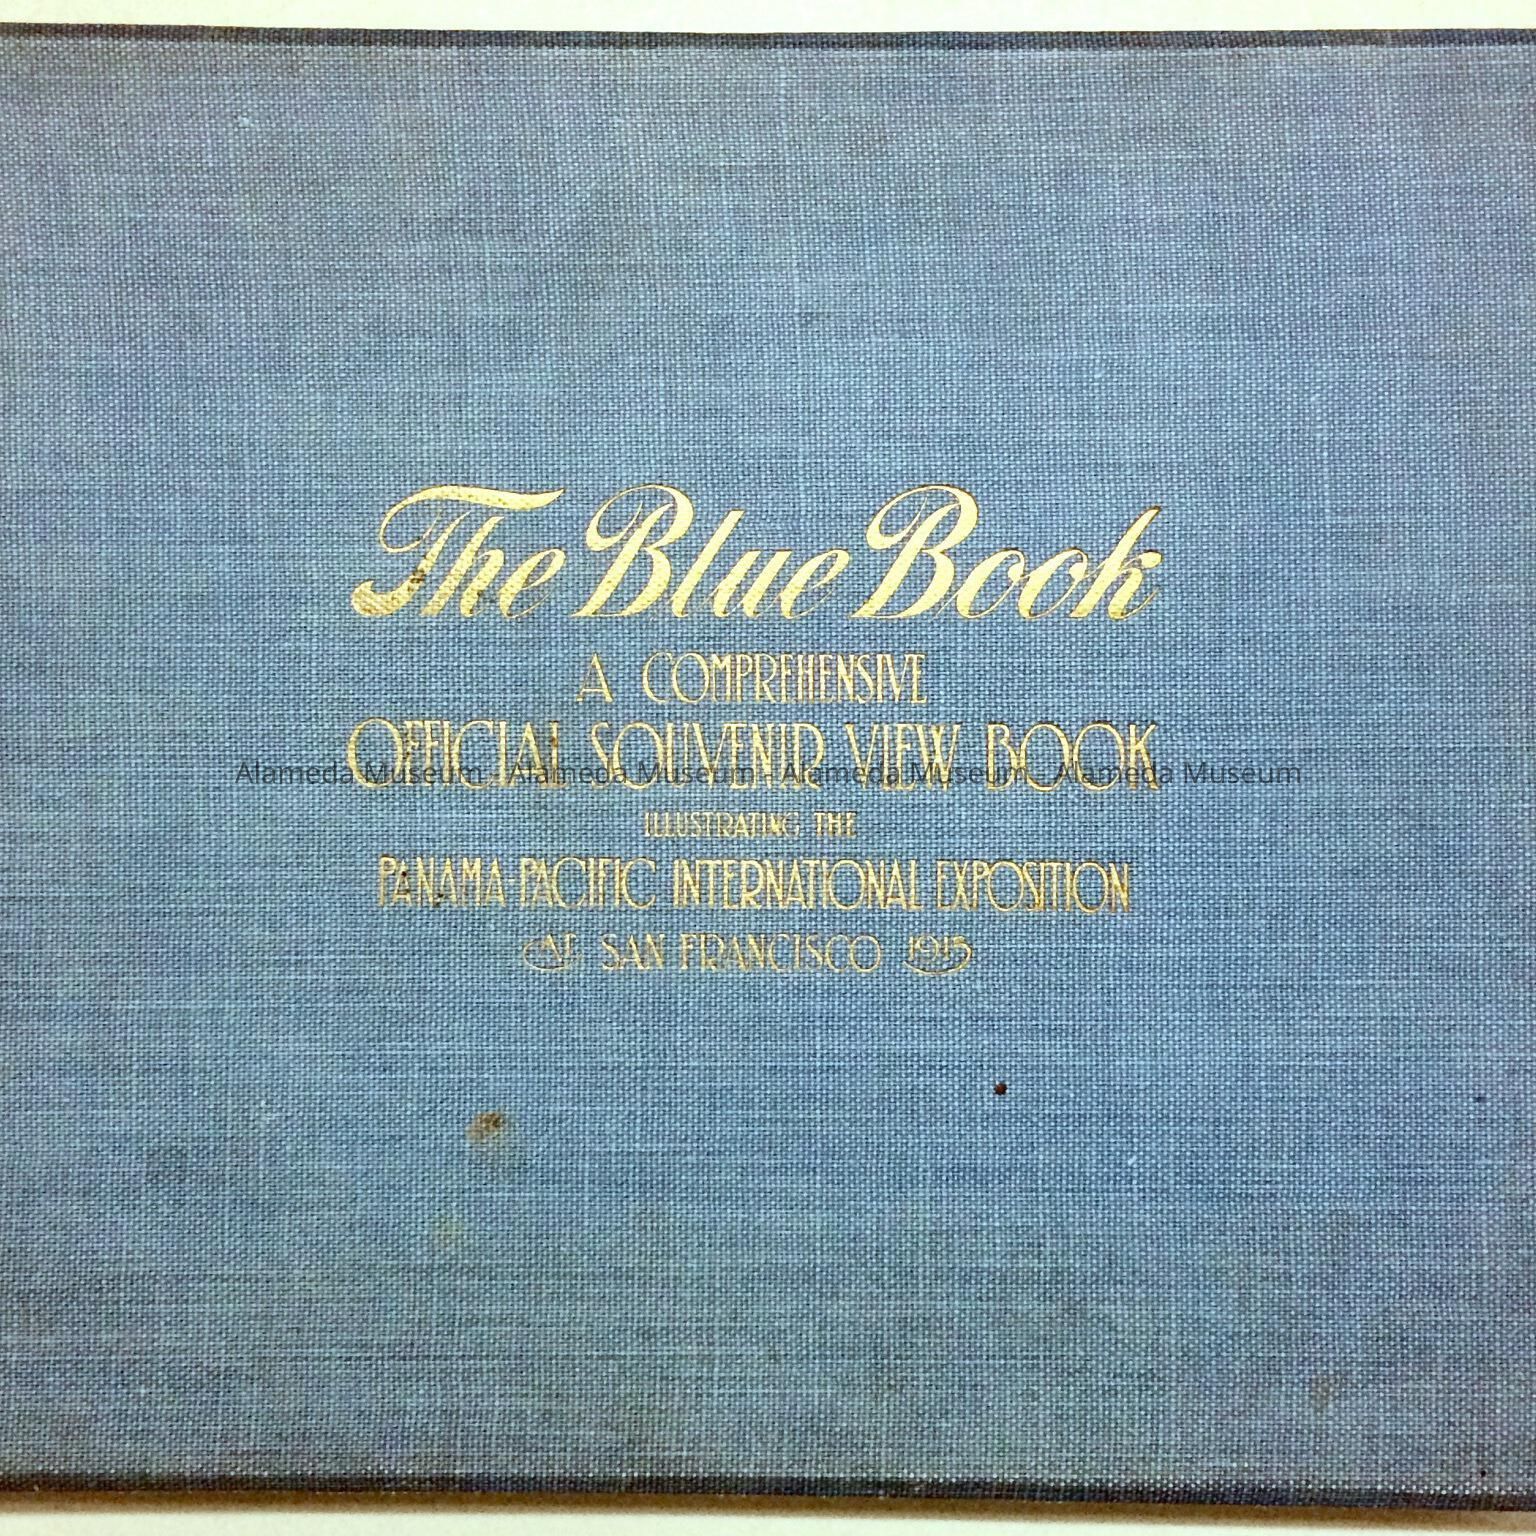 The Blue Book
A COMPREHENSIVE
OFFICIAL SOUVENIR VIEW BOOK
Alameda Museum - Alameda Museum - Alameda Museum - Alameda Museum
ILLUSTRATING THE
PANAMA-PACIFIC INTERNATIONAL EXPOSITION
AT SAN FRANCISCO 1915